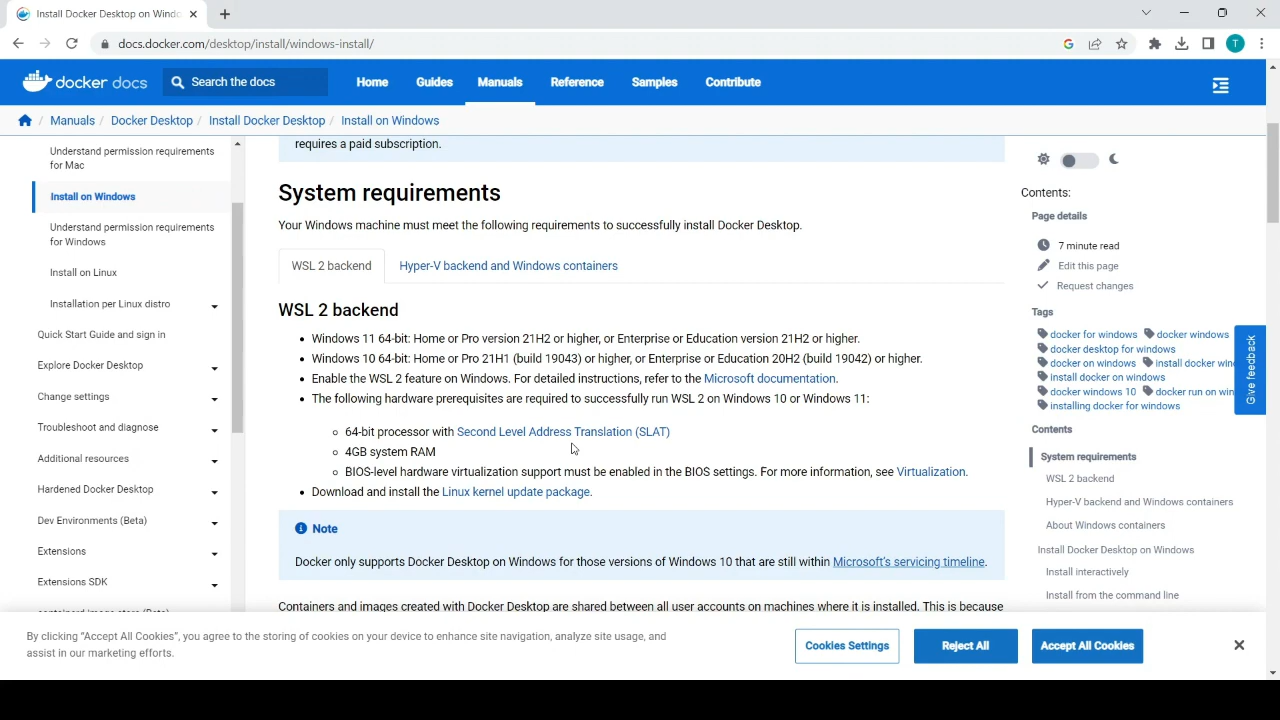 Install Docker Desktop on Windo
docs.docker.com/desktop/install/windows-install/
T
docker docs
Search the docs
Home
Guides
Manuals
Reference
Samples
Contribute
/ Manuals / Docker Desktop / Install Docker Desktop / Install on Windows
Understand permission requirements
for Mac
Install on Windows
Understand permission requirements
for Windows
Install on Linux
Installation per Linux distro
Quick Start Guide and sign in
Explore Docker Desktop
Change settings
Troubleshoot and diagnose
Additional resources
Hardened Docker Desktop
Dev Environments (Beta)
Extensions
Extensions SDK
requires a paid subscription.
System requirements
Your Windows machine must meet the following requirements to successfully install Docker Desktop.
WSL 2 backend
Hyper-V backend and Windows containers
WSL 2 backend
• Windows 11 64-bit: Home or Pro version 21H2 or higher, or Enterprise or Education version 21H2 or higher.
• Windows 10 64-bit: Home or Pro 21H1 (build 19043) or higher, or Enterprise or Education 20H2 (build 19042) or higher.
• Enable the WSL 2 feature on Windows. For detailed instructions, refer to the Microsoft documentation.
• The following hardware prerequisites are required to successfully run WSL 2 on Windows 10 or Windows 11:
64-bit processor with Second Level Address Translation (SLAT)
4GB system RAM
BIOS-level hardware virtualization support must be enabled in the BIOS settings. For more information, see Virtualization.
• Download and install the Linux kernel update package.
Note
Docker only supports Docker Desktop on Windows for those versions of Windows 10 that are still within Microsoft's servicing timeline.
Containers and images created with Docker Desktop are shared between all user accounts on machines where it is installed. This is because
Contents:
Page details
7 minute read
Edit this page
Request changes
Tags
docker for windows docker windows
docker desktop for windows
docker on windows install docker win
install docker on windows
docker windows 10 docker run on win
installing docker for windows
Contents
System requirements
WSL 2 backend
Hyper-V backend and Windows containers
About Windows containers
Install Docker Desktop on Windows
Install interactively
Install from the command line
Give feedback
By clicking "Accept All Cookies", you agree to the storing of cookies on your device to enhance site navigation, analyze site usage, and
assist in our marketing efforts.
Cookies Settings
Reject All
Accept All Cookies